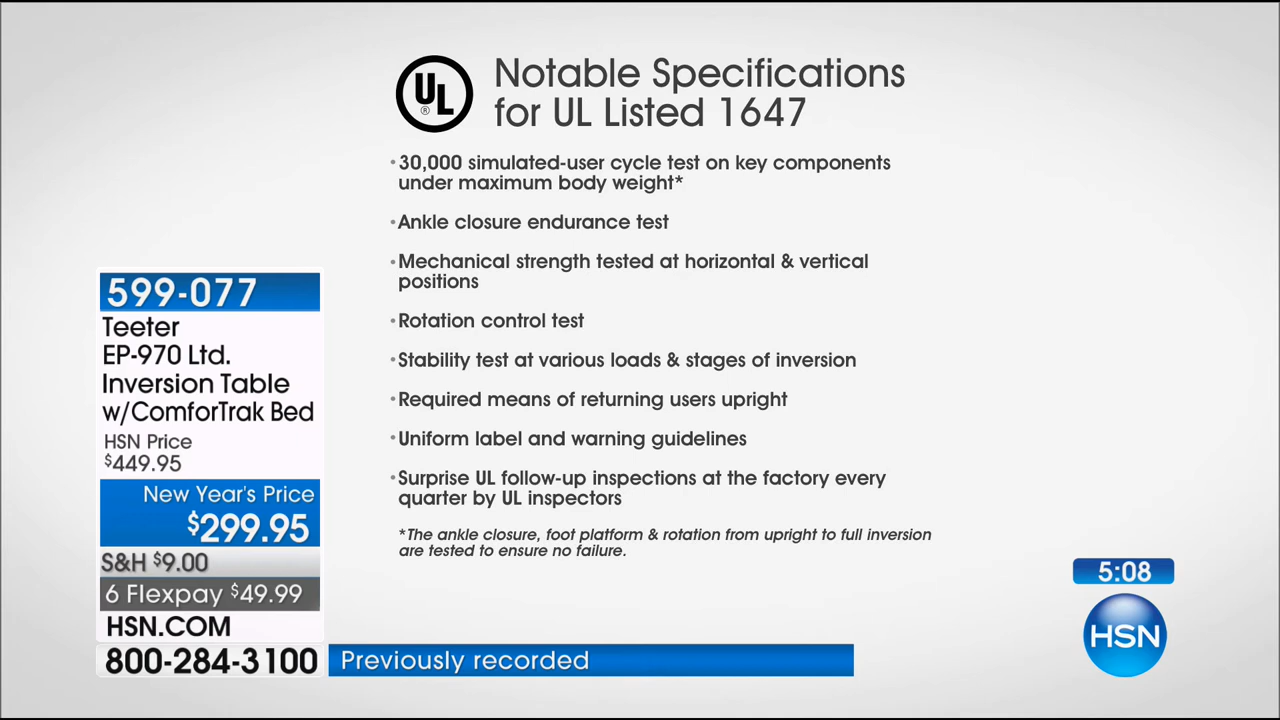 UL
®
Notable Specifications
for UL Listed 1647
•30,000 simulated-user cycle test on key components
under maximum body weight*
•Ankle closure endurance test
•Mechanical strength tested at horizontal & vertical
positions
•Rotation control test
•Stability test at various loads & stages of inversion
•Required means of returning users upright
•Uniform label and warning guidelines
•Surprise UL follow-up inspections at the factory every
quarter by UL inspectors
*The ankle closure, foot platform & rotation from upright to full inversion
are tested to ensure no failure.
599-077
Teeter
EP-970 Ltd.
Inversion Table
w/ComforTrak Bed
HSN Price
$449.95
New Year's Price
$299.95
S&H $9.00
6 Flexpay $49.99
HSN.COM
800-284-3100
Previously recorded
5:08
HSN